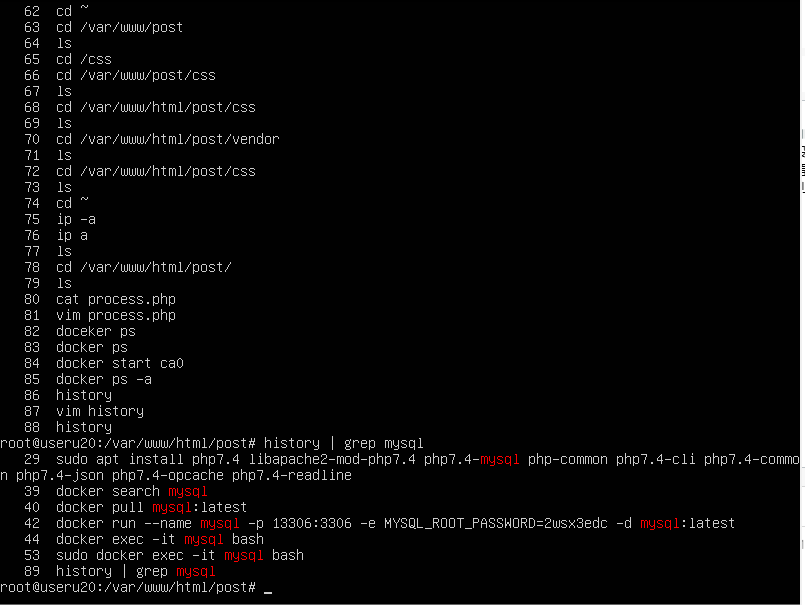 62  cd ~
63  cd /var/www/post
64  ls
65  cd /css
66  cd /var/www/post/css
67  ls
68  cd /var/www/html/post/css
69  ls
70  cd /var/www/html/post/vendor
71  ls
72  cd /var/www/html/post/css
73  ls
74  cd ~
75  ip -a
76  ip a
77  ls
78  cd /var/www/html/post/
79  ls
80  cat process.php
81  vim process.php
82  doceker ps
83  docker ps
84  docker start ca0
85  docker ps -a
86  history
87  vim history
88  history
root@useru20:/var/www/html/post# history | grep mysql
29  sudo apt install php7.4 libapache2-mod-php7.4 php7.4-mysql php-common php7.4-cli php7.4-commo
n php7.4-json php7.4-opcache php7.4-readline
39  docker search mysql
40  docker pull mysql:latest
42  docker run --name mysql -p 13306:3306 -e MYSQL_ROOT_PASSWORD=2wsx3edc -d mysql:latest
44  docker exec -it mysql bash
53  sudo docker exec -it mysql bash
89  history | grep mysql
root@useru20:/var/www/html/post# _